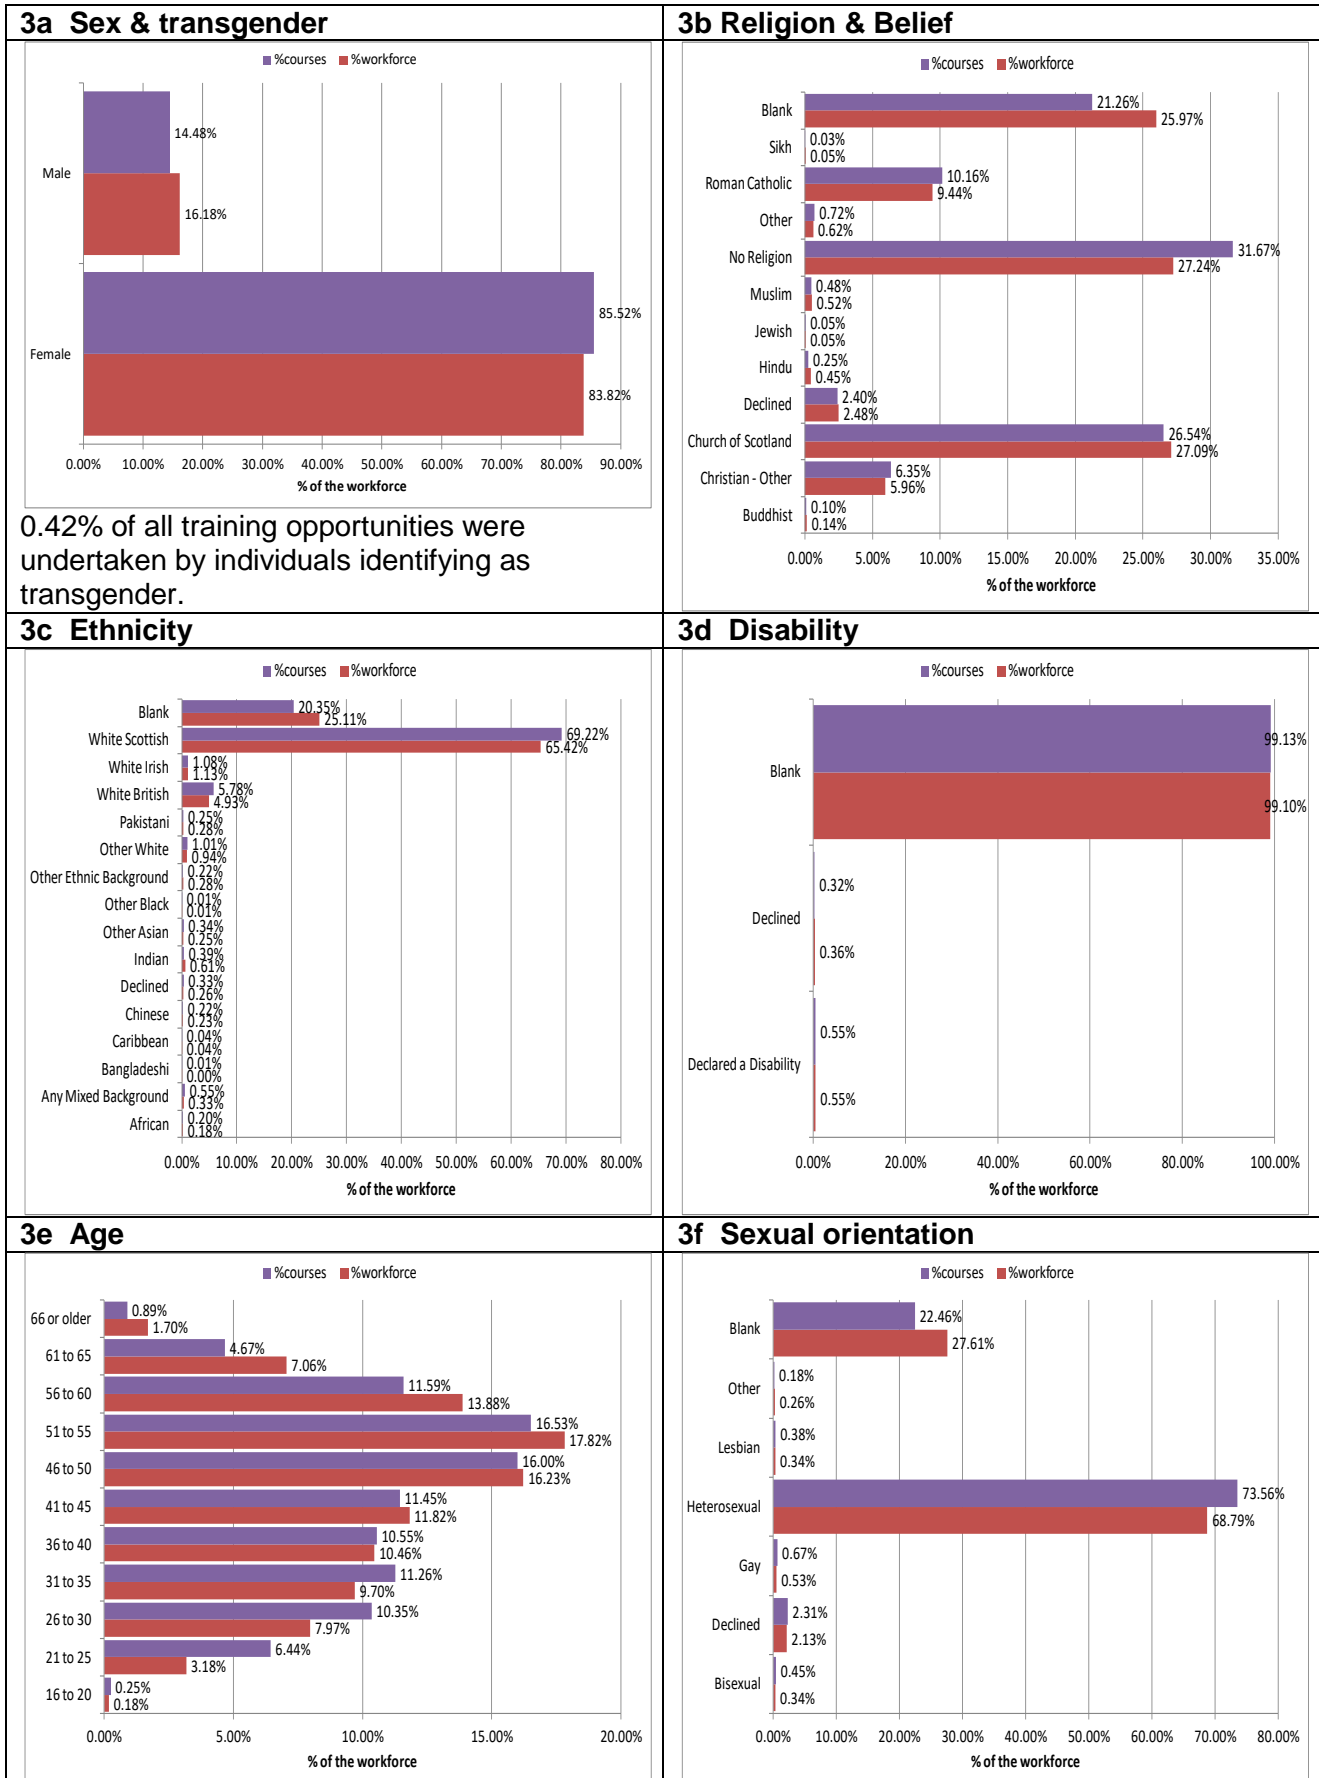 3a Sex & transgender
%courses %workforce
Male
14.48%
16.18%
Female
85.52%
83.82%
0.00% 10.00% 20.00% 30.00% 40.00% 50.00% 60.00% 70.00% 80.00% 90.00%
% of the workforce
0.42% of all training opportunities were
undertaken by individuals identifying as
transgender.
3b Religion & Belief
%courses %workforce
Blank 21.26%
25.97%
Sikh 0.03%
0.05%
Roman Catholic 10.16%
9.44%
Other 0.72%
0.62%
No Religion 31.67%
27.24%
Muslim 0.48%
0.52%
Jewish 0.05%
0.05%
Hindu 0.25%
0.45%
Declined 2.40%
2.48%
Church of Scotland 26.54%
27.09%
Christian - Other 6.35%
5.96%
Buddhist 0.10%
0.14%
0.00% 5.00% 10.00% 15.00% 20.00% 25.00% 30.00% 35.00%
% of the workforce
3c Ethnicity
%courses %workforce
Blank 20.35%
25.11%
White Scottish 69.22%
65.42%
White Irish 1.08%
1.13%
White British 5.78%
4.93%
Pakistani 0.25%
0.28%
Other White 1.01%
0.94%
Other Ethnic Background 0.22%
0.28%
Other Black 0.01%
0.01%
Other Asian 0.34%
0.25%
Indian 0.39%
0.61%
Declined 0.33%
0.26%
Chinese 0.22%
0.23%
Caribbean 0.04%
0.04%
Bangladeshi 0.01%
0.00%
Any Mixed Background 0.55%
0.33%
African 0.20%
0.18%
0.00% 10.00% 20.00% 30.00% 40.00% 50.00% 60.00% 70.00% 80.00%
% of the workforce
3d Disability
%courses %workforce
Blank
99.13%
99.10%
Declined
0.32%
0.36%
Declared a Disability
0.55%
0.55%
0.00% 20.00% 40.00% 60.00% 80.00% 100.00%
% of the workforce
3e Age
%courses %workforce
66 or older 0.89%
1.70%
61 to 65 4.67%
7.06%
56 to 60 11.59%
13.88%
51 to 55 16.53%
17.82%
46 to 50 16.00%
16.23%
41 to 45 11.45%
11.82%
36 to 40 10.55%
10.46%
31 to 35 11.26%
9.70%
26 to 30 10.35%
7.97%
21 to 25 6.44%
3.18%
16 to 20 0.25%
0.18%
0.00% 5.00% 10.00% 15.00% 20.00%
% of the workforce
3f Sexual orientation
%courses %workforce
Blank 22.46%
27.61%
Other 0.18%
0.26%
Lesbian 0.38%
0.34%
Heterosexual 73.56%
68.79%
Gay 0.67%
0.53%
Declined 2.31%
2.13%
Bisexual 0.45%
0.34%
0.00% 10.00% 20.00% 30.00% 40.00% 50.00% 60.00% 70.00% 80.00%
% of the workforce